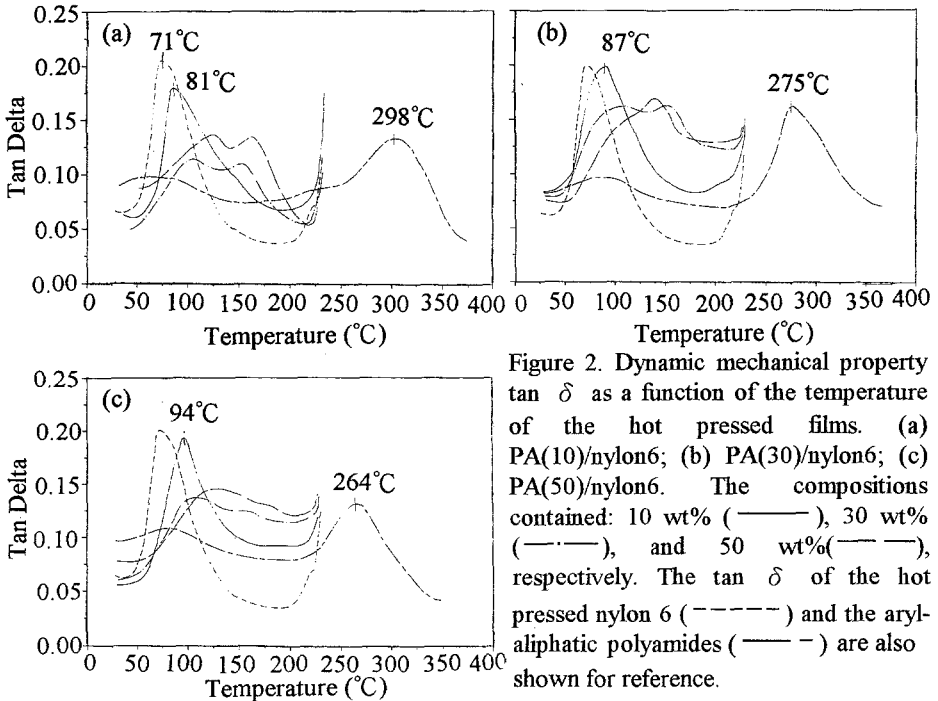 0.25
(a)
71℃
0.20
81℃
298℃
0.15
0.10
0.05
0.00
Tan Delta
0 50 100 150 200 250 300 350 400
Temperature (℃)
(b)
87℃
275℃
0 50 100 150 200 250 300 350 400
Temperature (℃)
0.25
(c)
94℃
0.20
264℃
0.15
0.10
0.05
0.00
Tan Delta
0 50 100 150 200 250 300 350 400
Temperature (℃)
Figure 2. Dynamic mechanical property
tan δ as a function of the temperature
of the hot pressed films. (a)
PA(10)/nylon6; (b) PA(30)/nylon6; (c)
PA(50)/nylon6. The compositions
contained: 10 wt% (———), 30 wt%
(—·—), and 50 wt%(— —),
respectively. The tan δ of the hot
pressed nylon 6 (------) and the aryl-
aliphatic polyamides (—— –) are also
shown for reference.